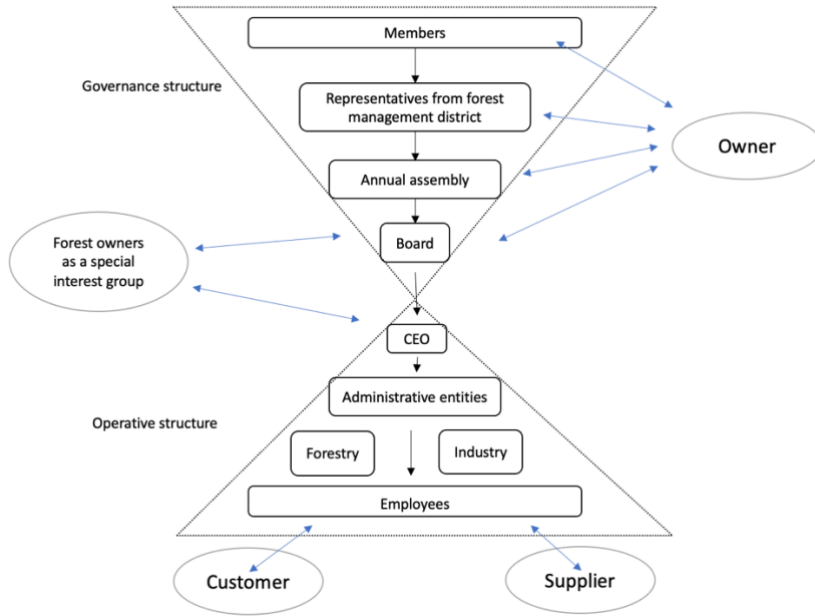 Members
Governance structure
Representatives from forest
management district
Owner
Annual assembly
Board
Forest owners
as a special
interest group
CEO
Administrative entities
Operative structure
Forestry
Industry
Employees
Customer
Supplier